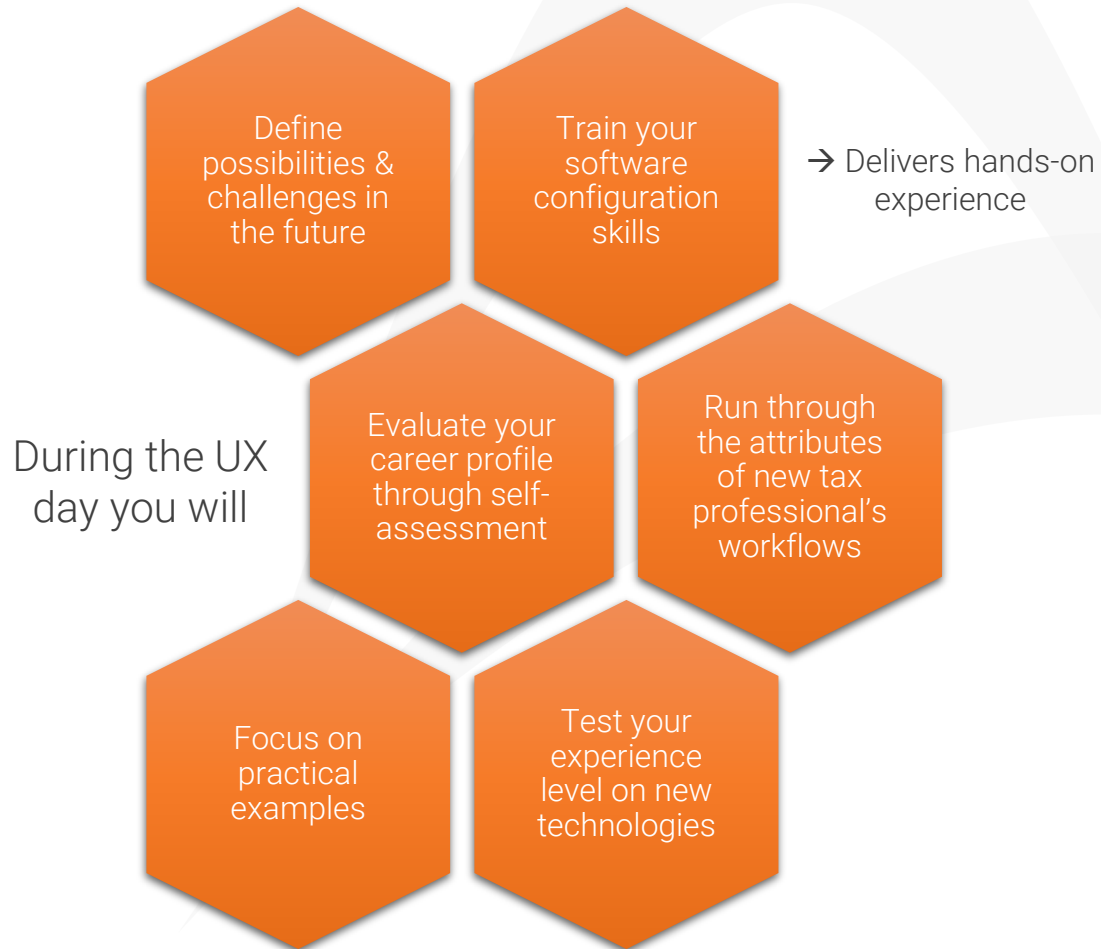 Define
possibilities &
challenges in
the future
Train your
software
configuration
skills
→ Delivers hands-on
experience
During the UX
day you will
Evaluate your
career profile
through self-
assessment
Run through
the attributes
of new tax
professional’s
workflows
Focus on
practical
examples
Test your
experience
level on new
technologies